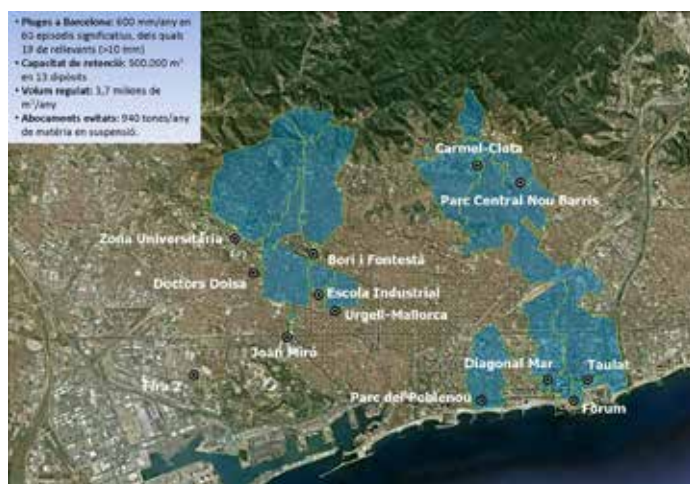 • Pluges a Barcelona: 600 mm/any en
60 episodis significatius, dels quals
19 de rellevants (>10 mm)
• Capacitat de retenció: 500.000 m³
en 13 dipòsits
• Volum regulat: 3,7 milions de
m³/any
• Abocaments evitats: 940 tones/any
de matèria en suspensió.
Carmel-Clota
Parc Central Nou Barris
Zona Universitària
Bori i Fontestà
Doctors Dolsa
Escola Industrial
Urgell-Mallorca
Joan Miró
Diagonal Mar
Taulat
Fira 2
Parc del Poblenou
Fòrum